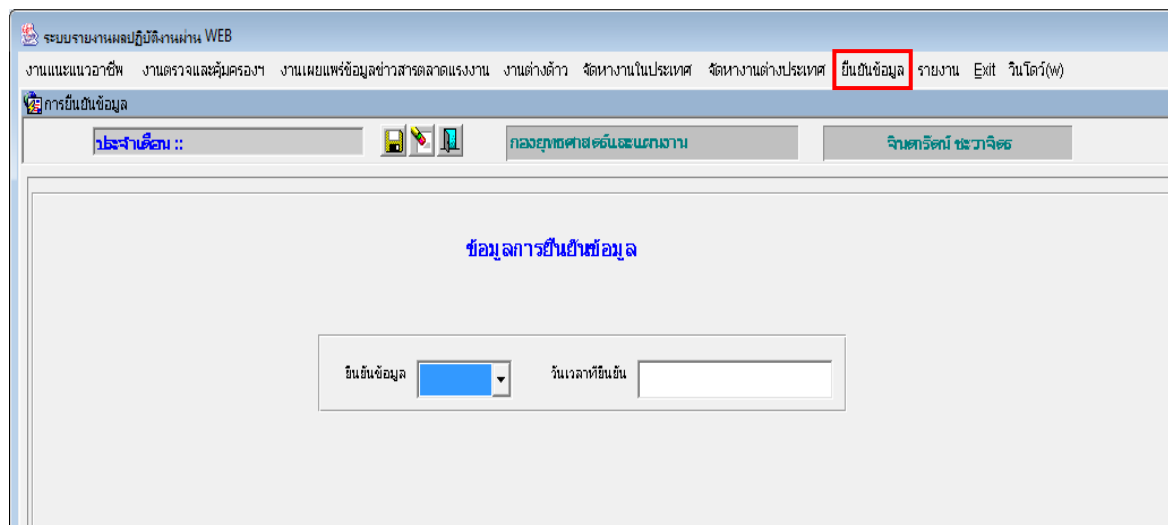 ระบบรายงานผลปฏิบัติงานผ่าน WEB
งานแนะแนวอาชีพ งานตรวจและคุ้มครองฯ งานเผยแพร่ข้อมูลข่าวสารตลาดแรงงาน งานต่างด้าว จัดหางานในประเทศ จัดหางานต่างประเทศ ยืนยันข้อมูล รายงาน Exit วินโดว์(w)
การยืนยันข้อมูล
ประจำเดือน :: กองยุทธศาสตร์และแผนงาน จินตารัตน์ ชะวาจิตร
ข้อมูลการยืนยันข้อมูล
ยืนยันข้อมูล วันเวลาที่ยืนยัน